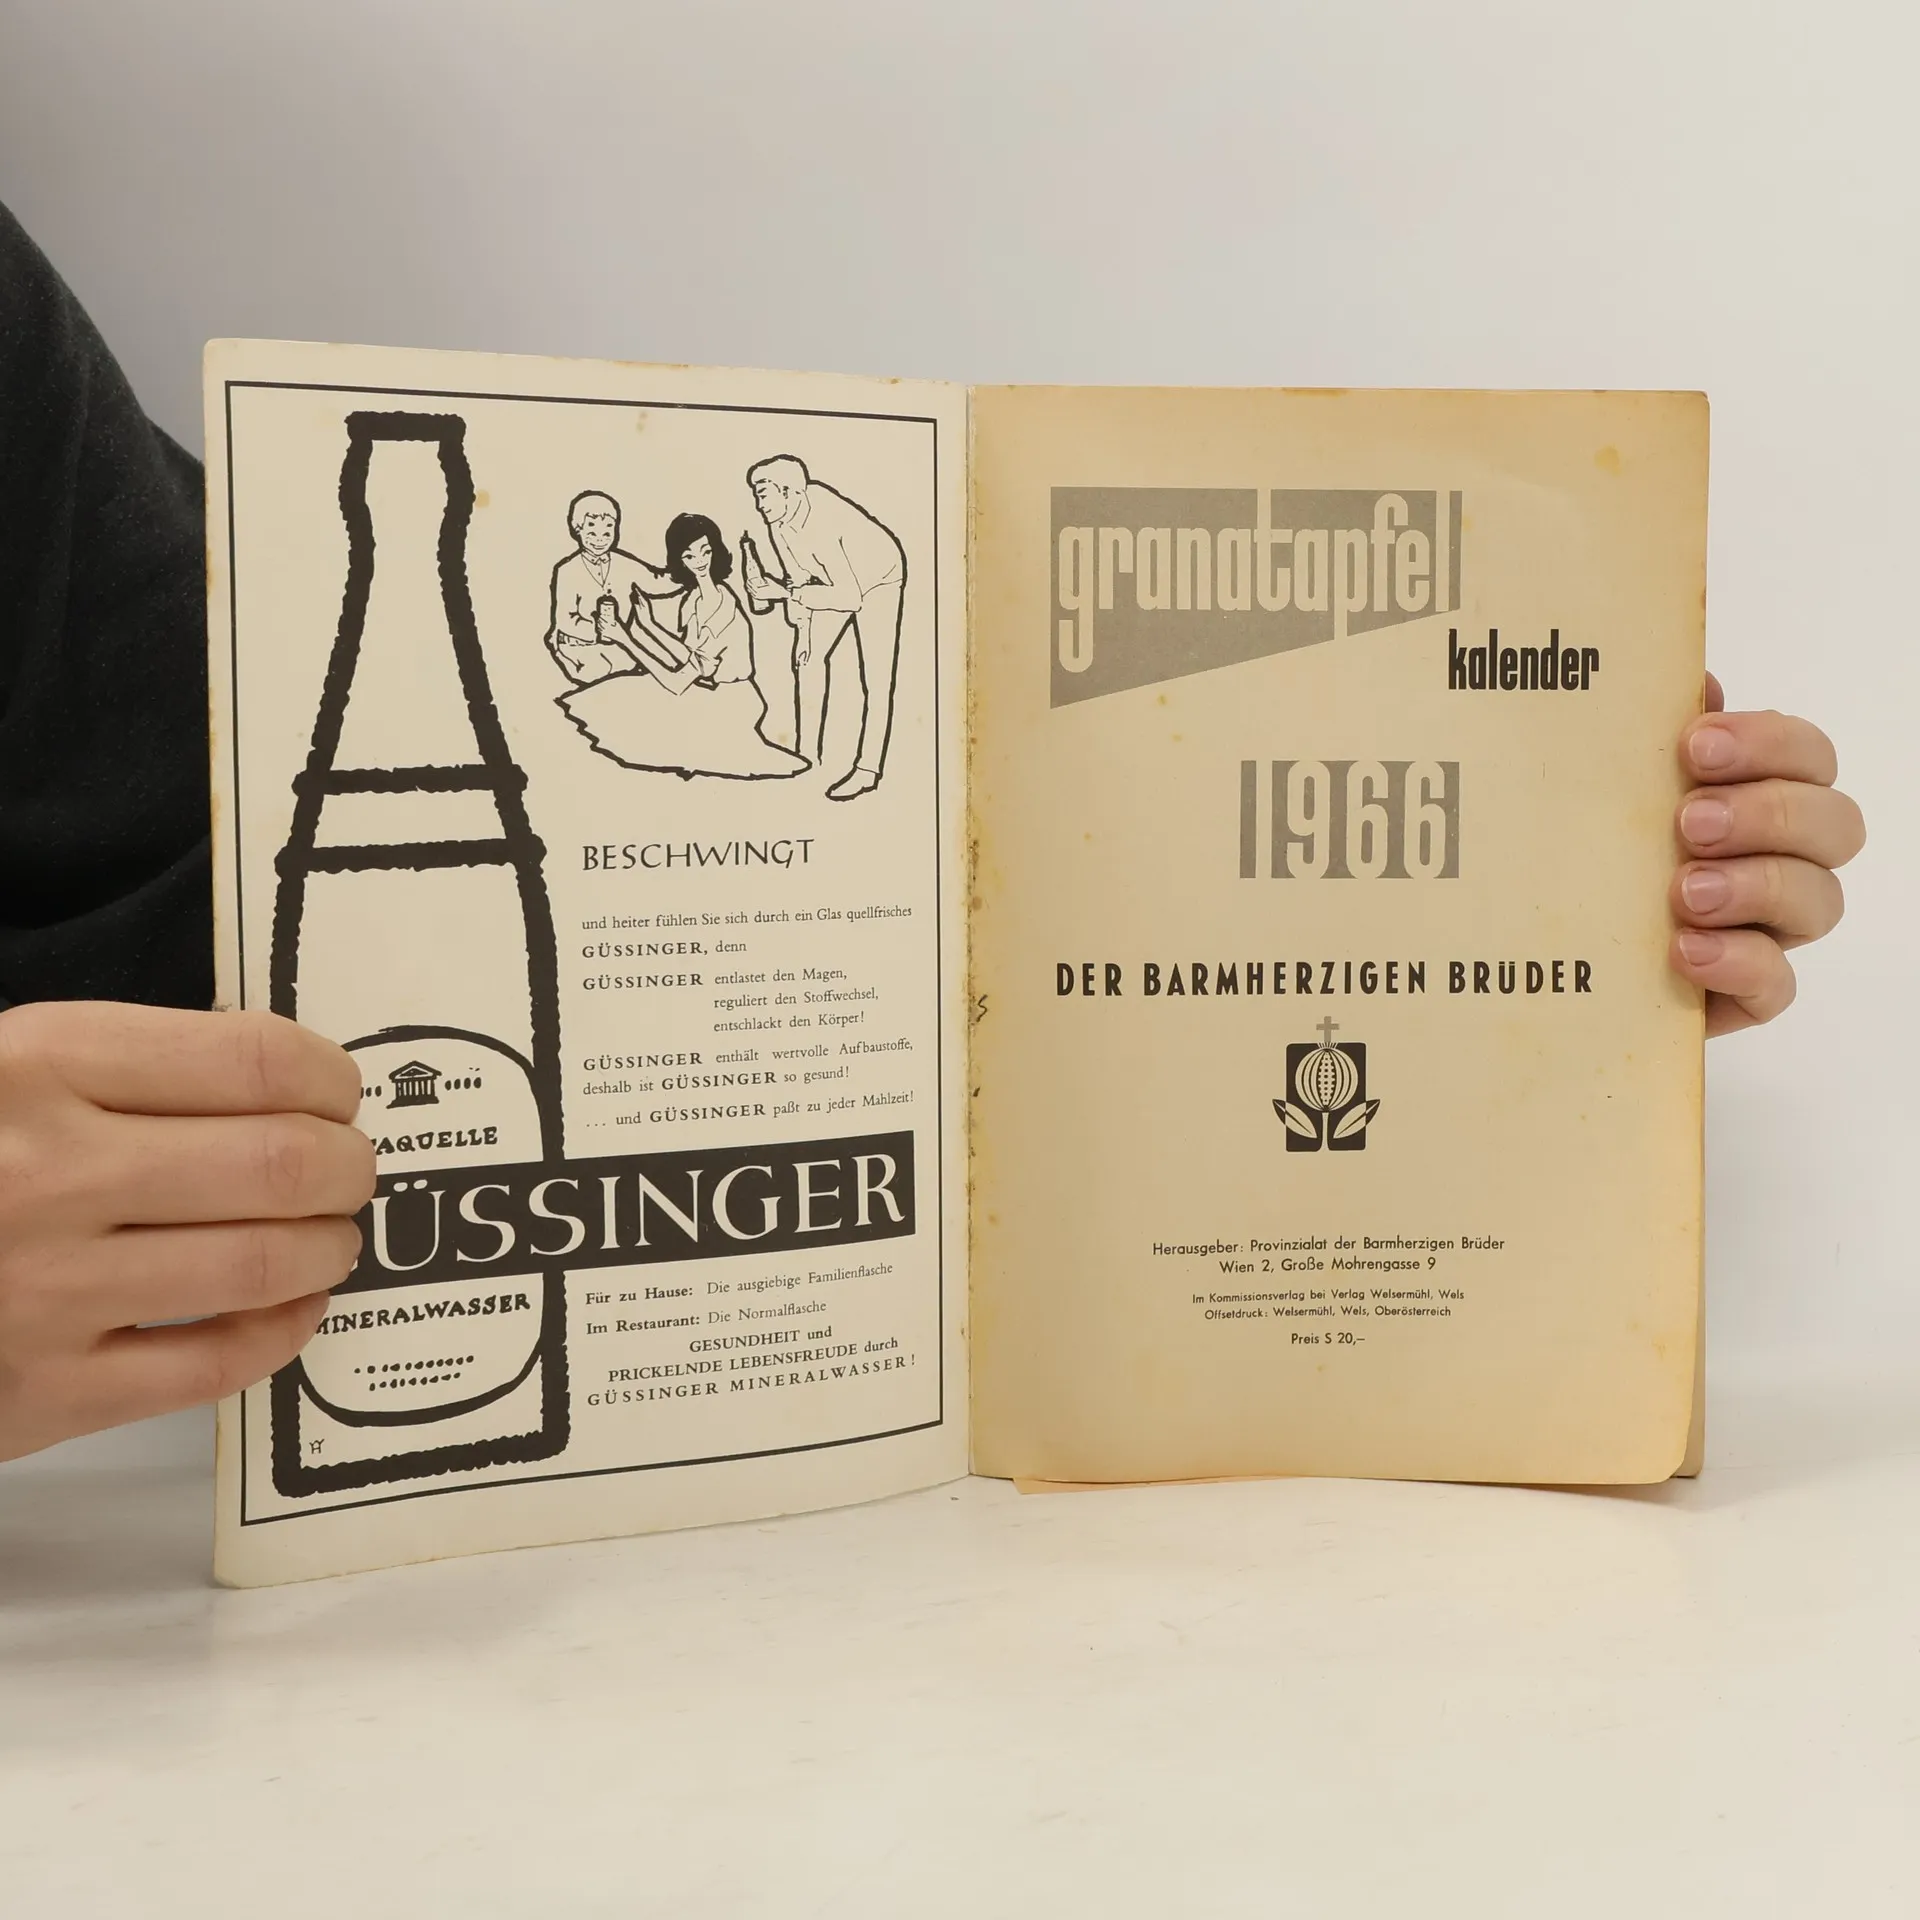 BESCHWINGT
und heiter fühlen Sie sich durch ein Glas quellfrisches
GÜSSINGER, denn
GÜSSINGER entlastet den Magen,
reguliert den Stoffwechsel,
entschlackt den Körper!
GÜSSINGER enthält wertvolle Aufbaustoffe,
deshalb ist GÜSSINGER so gesund!
... und GÜSSINGER paßt zu jeder Mahlzeit!
AQUELLE
ÜSSINGER
MINERALWASSER
Für zu Hause: Die ausgiebige Familienflasche
Im Restaurant: Die Normalflasche
GESUNDHEIT und
PRICKELNDE LEBENSFREUDE durch
GÜSSINGER MINERALWASSER!
granatapfel
kalender
1966
DER BARMHERZIGEN BRÜDER
Herausgeber: Provinzialat der Barmherzigen Brüder
Wien 2, Große Mohrengasse 9
Im Kommissionsverlag bei Verlag Welsermühl, Wels
Offsetdruck: Welsermühl, Wels, Oberösterreich
Preis S 20,–